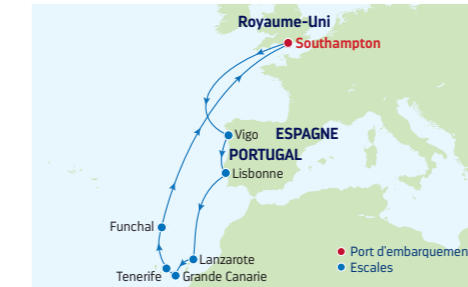 Royaume-Uni
Southampton
Vigo
ESPAGNE
PORTUGAL
Lisbonne
Funchal
Lanzarote
Tenerife
Grande Canarie
Port d'embarquemen
Escales